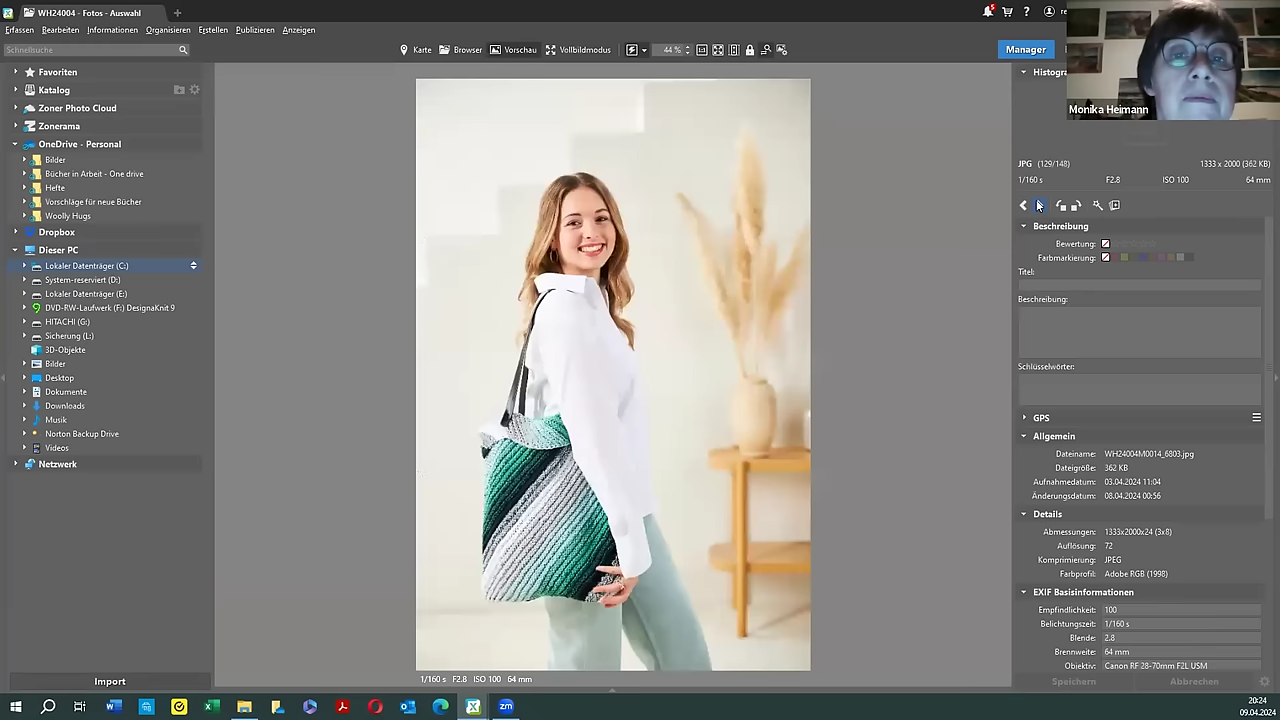 WH24004 - Fotos - Auswahl
Erfassen Bearbeiten Informationen Organisieren Erstellen Publizieren Anzeigen
Schnellsuche
Karte Browser Vorschau Vollbildmodus 44 % Manager
Favoriten
Katalog
Zoner Photo Cloud
Zonerama
OneDrive - Personal
Bilder
Bücher in Arbeit - One drive
Hefte
Vorschläge für neue Bücher
Woolly Hugs
Dropbox
Dieser PC
Lokaler Datenträger (C:)
System-reserviert (D:)
Lokaler Datenträger (E:)
DVD-RW-Laufwerk (F:) DesignaKnit 9
HITACHI (G:)
Sicherung (L:)
3D-Objekte
Bilder
Desktop
Dokumente
Downloads
Musik
Norton Backup Drive
Videos
Netzwerk
Import
1/160 s F2.8 ISO 100 64 mm
Monika Heimann
JPG (129/148) 1333 x 2000 (362 KB)
1/160 s F2.8 ISO 100 64 mm
Beschreibung
Bewertung:
Farbmarkierung:
Titel:
Beschreibung:
Schlüsselwörter:
GPS
Allgemein
Dateiname: WH24004M0014_6803.jpg
Dateigröße: 362 KB
Aufnahmedatum: 03.04.2024 11:04
Änderungsdatum: 08.04.2024 00:56
Details
Abmessungen: 1333x2000x24 (3x8)
Auflösung: 72
Komprimierung: JPEG
Farbprofil: Adobe RGB (1998)
EXIF Basisinformationen
Empfindlichkeit: 100
Belichtungszeit: 1/160 s
Blende: 2.8
Brennweite: 64 mm
Objektiv: Canon RF 28-70mm F2L USM
Speichern Abbrechen
20:24
09.04.2024